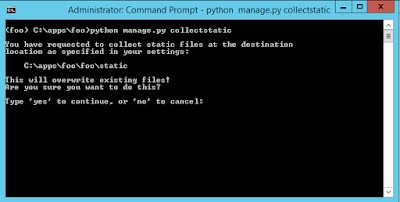 Administrator: Command Prompt - python  manage.py collectstatic
(foo) C:\apps\foo>python manage.py collectstatic
You have requested to collect static files at the destination
location as specified in your settings:
C:\apps\foo\foo\static
This will overwrite existing files!
Are you sure you want to do this?
Type 'yes' to continue, or 'no' to cancel: